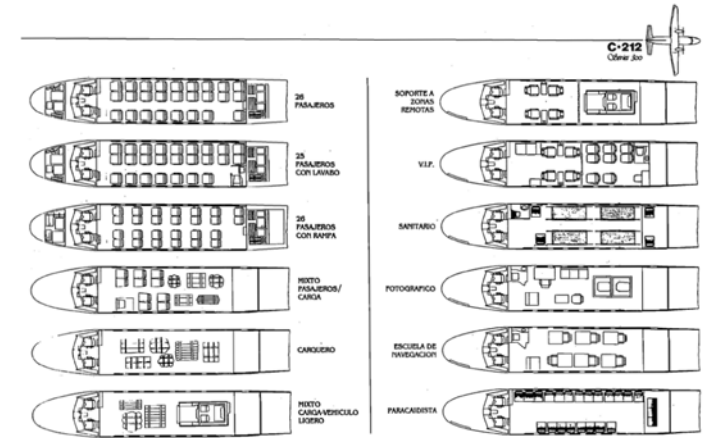 C-212
Serie 300
26
PASAJEROS
25
PASAJEROS
CON LAVABO
26
PASAJEROS
CON RAMPA
MIXTO
PASAJEROS/
CARGA
CARGUERO
MIXTO
CARGA-VEHICULO
LIGERO
SOPORTE A
ZONAS
REMOTAS
V.I.P.
SANITARIO
FOTOGRAFICO
ESCUELA DE
NAVEGACION
PARACAIDISTA